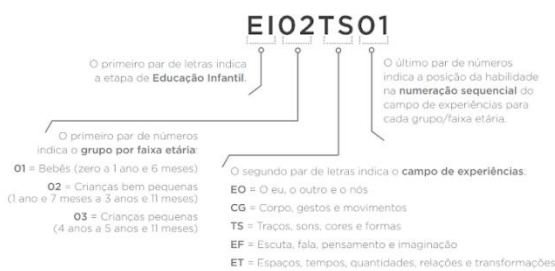 EI02TS01
O primeiro par de letras indica
a etapa de Educação Infantil.
O último par de números
indica a posição da habilidade
na numeração sequencial do
campo de experiências para
cada grupo/faixa etária.
O primeiro par de números
indica o grupo por faixa etária:
01 = Bebês (zero a 1 ano e 6 meses)
02 = Crianças bem pequenas
(1 ano e 7 meses a 3 anos e 11 meses)
03 = Crianças pequenas
(4 anos a 5 anos e 11 meses)
O segundo par de letras indica o campo de experiências:
EO = O eu, o outro e o nós
CG = Corpo, gestos e movimentos
TS = Traços, sons, cores e formas
EF = Escuta, fala, pensamento e imaginação
ET = Espaços, tempos, quantidades, relações e transformações